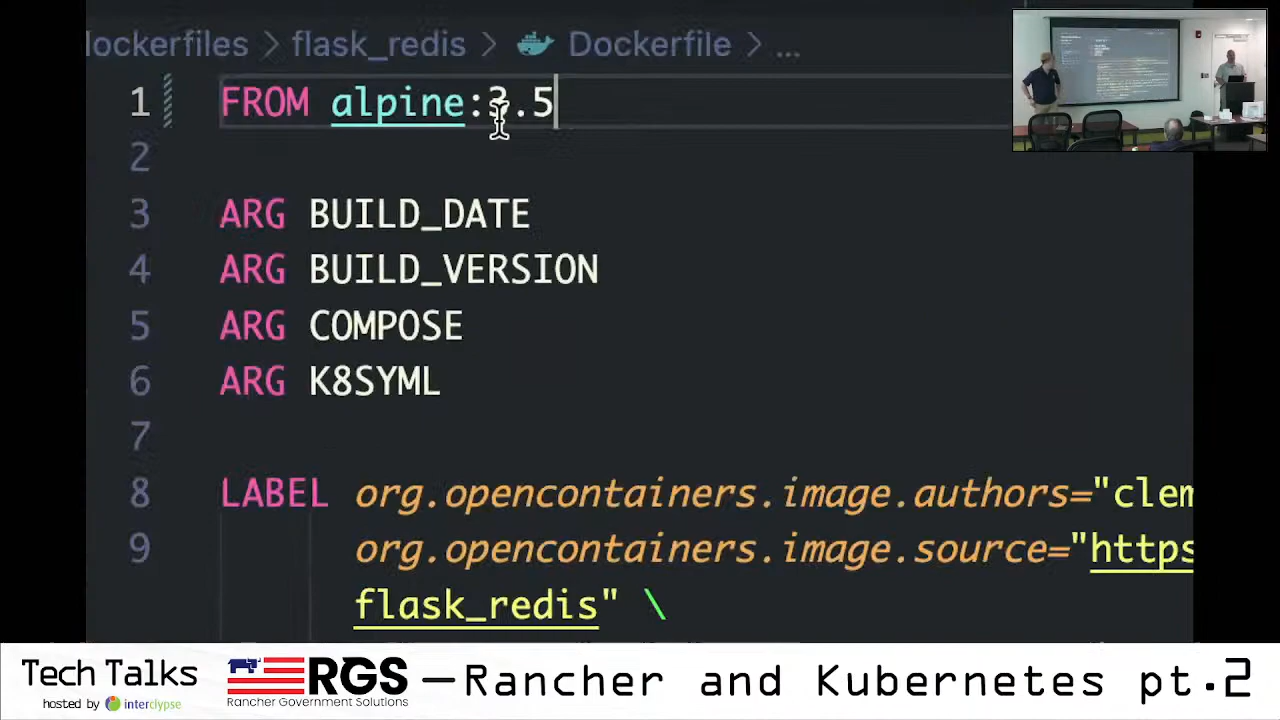 lockerfiles > flask_redis > Dockerfile > ...
1 FROM alpine:3.5
2
3 ARG BUILD_DATE
4 ARG BUILD_VERSION
5 ARG COMPOSE
6 ARG K8SYML
7
8 LABEL org.opencontainers.image.authors="clem
9 org.opencontainers.image.source="https
flask_redis" \
Tech Talks
hosted by interclypse
RGS
Rancher Government Solutions
—Rancher and Kubernetes pt.2